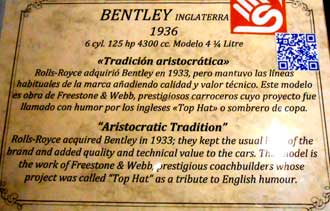 BENTLEY INGLATERRA
1936
6 cyl. 125 hp 4300 cc. Modelo 4 ¼ Litre
«Tradición aristocrática»
Rolls-Royce adquirió Bentley en 1933, pero mantuvo las líneas
habituales de la marca añadiendo calidad y valor técnico. Este modelo
es obra de Freestone & Webb, prestigiosos carroceros cuyo proyecto fue
llamado con humor por los ingleses «Top Hat» o sombrero de copa.
"Aristocratic Tradition"
Rolls-Royce acquired Bentley in 1933; they kept the usual of the
brand and added quality and technical value to the cars. model is
the work of Freestone & Webb, prestigious coachbuilders whose
project was called "Top Hat" as a tribute to English humour.